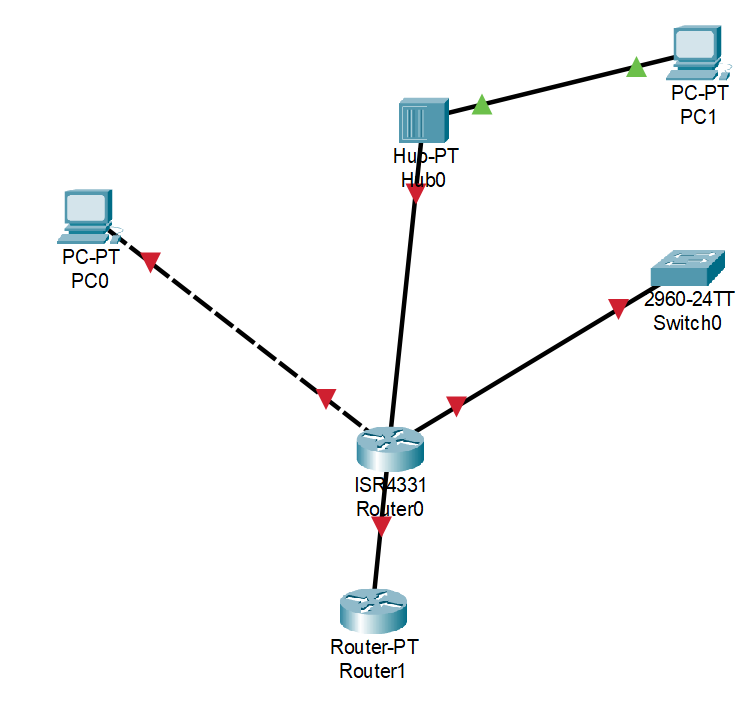 PC-PT
PC1
Hub-PT
Hub0
PC-PT
PC0
2960-24TT
Switch0
ISR4331
Router0
Router-PT
Router1